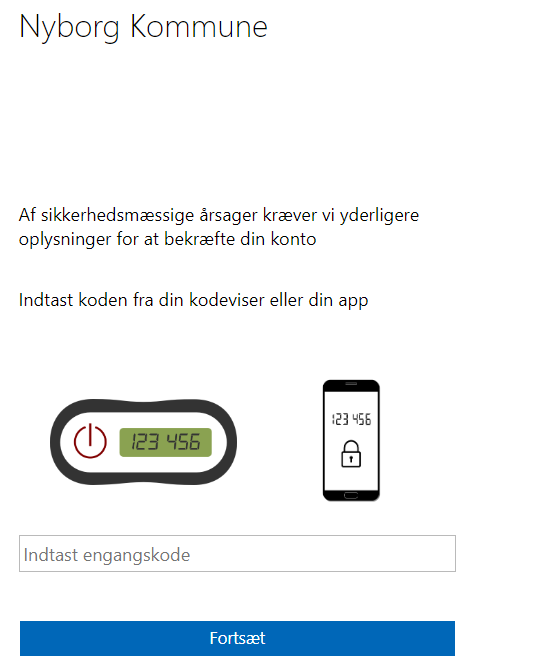 Nyborg Kommune
Af sikkerhedsmæssige årsager kræver vi yderligere
oplysninger for at bekræfte din konto
Indtast koden fra din kodeviser eller din app
123 456
123 456
Indtast engangskode
Fortsæt